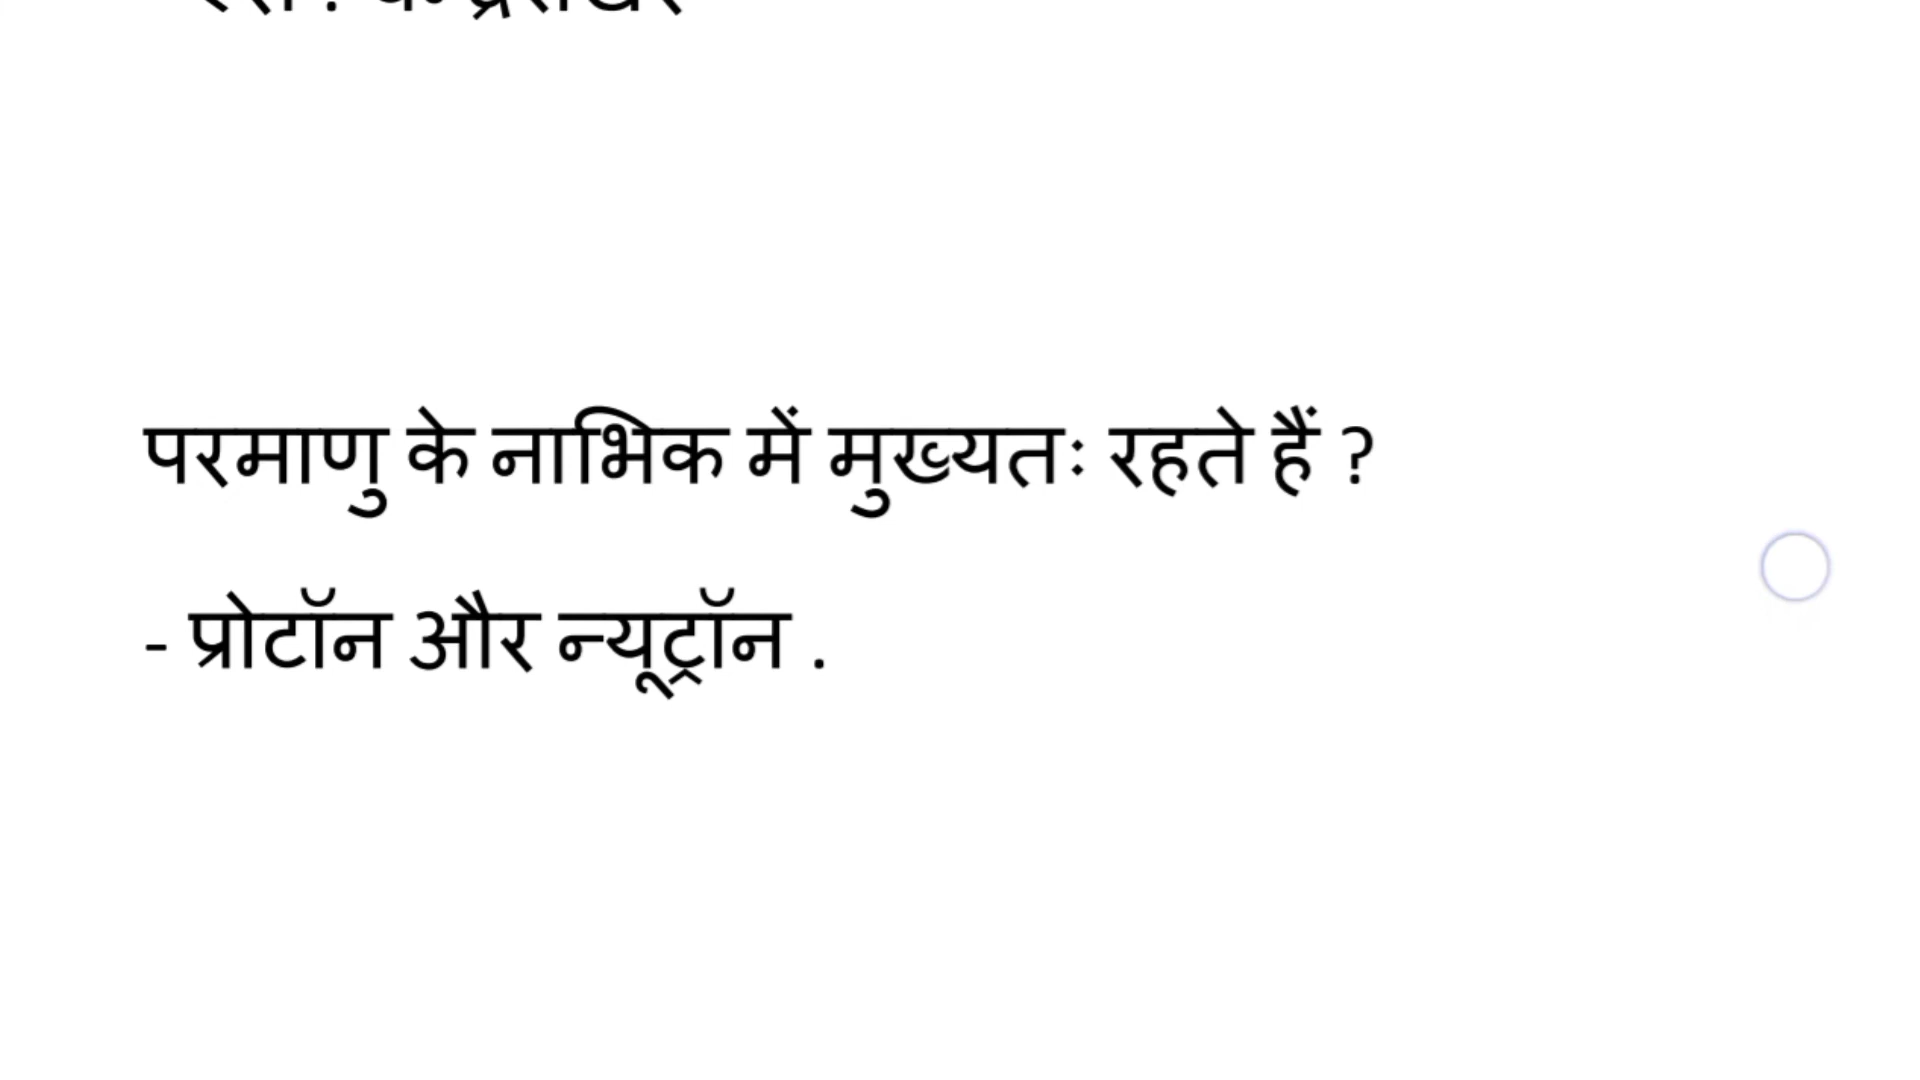 परमाणु के नाभिक में मुख्यतः रहते हैं ?
- प्रोटॉन और न्यूट्रॉन .